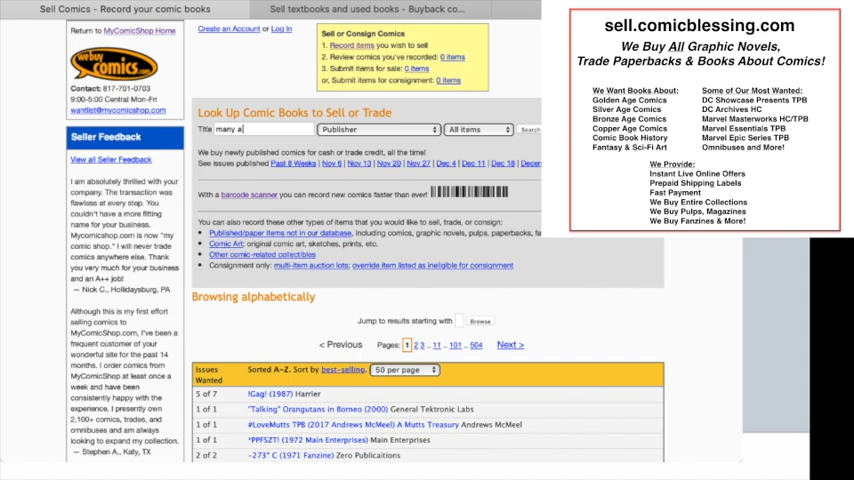 Sell Comics - Record your comic books
Sell textbooks and used books - Buyback co...
Return to MyComicShop Home
we buy
comics.com
Contact: 817-701-0703
9:00-5:00 Central Mon-Fri
wantlist@mycomicshop.com
Seller Feedback
View all Seller Feedback
I am absolutely thrilled with your
company. The transaction was
flawless at every step. You
couldn't have a more fitting
name for your business.
Mycomicshop.com is now "my
comic shop." I will never trade
comics anywhere else. Thank
you very much for your business
and an A++ job!
— Nick C., Hollidaysburg, PA
Although this is my first effort
selling comics to
MyComicShop.com, I've been a
frequent customer of your
wonderful site for the past 14
months. I order comics from
MyComicShop at least once a
week and have been
consistently happy with the
experience. I presently own
2,100+ comics, trades, and
omnibuses and am always
looking to expand my collection.
— Stephen A., Katy, TX
Create an Account or Log In
Sell or Consign Comics
1. Record items you wish to sell
2. Review comics you've recorded: 0 items
3. Submit items for sale: 0 items
or, Submit items for consignment: 0 items
Look Up Comic Books to Sell or Trade
Title many a Publisher All items Search
We buy newly published comics for cash or trade credit, all the time!
See issues published Past 8 Weeks | Nov 6 | Nov 13 | Nov 20 | Nov 27 | Dec 4 | Dec 11 | Dec 18 | Decem
With a barcode scanner you can record new comics faster than ever!
You can also record these other types of items that you would like to sell, trade, or consign:
• Published/paper items not in our database, including comics, graphic novels, pulps, paperbacks, fa
• Comic Art: original comic art, sketches, prints, etc.
• Other comic-related collectibles
• Consignment only: multi-item auction lots; override item listed as ineligible for consignment
Browsing alphabetically
Jump to results starting with Browse
< Previous Pages: 1 2 3 .. 11 .. 101 .. 504 Next >
Issues
Wanted
Sorted A-Z. Sort by best-selling. 50 per page
5 of 7 !Gag! (1987) Harrier
1 of 1 "Talking" Orangutans in Borneo (2000) General Tektronic Labs
1 of 1 #LoveMutts TPB (2017 Andrews McMeel) A Mutts Treasury Andrews McMeel
1 of 1 *PPFSZT! (1972 Main Enterprises) Main Enterprises
2 of 2 -273° C (1971 Fanzine) Zero Publicaitions
sell.comicblessing.com
We Buy All Graphic Novels,
Trade Paperbacks & Books About Comics!
We Want Books About:
Golden Age Comics
Silver Age Comics
Bronze Age Comics
Copper Age Comics
Comic Book History
Fantasy & Sci-Fi Art
Some of Our Most Wanted:
DC Showcase Presents TPB
DC Archives HC
Marvel Masterworks HC/TPB
Marvel Essentials TPB
Marvel Epic Series TPB
Omnibuses and More!
We Provide:
Instant Live Online Offers
Prepaid Shipping Labels
Fast Payment
We Buy Entire Collections
We Buy Pulps, Magazines
We Buy Fanzines & More!